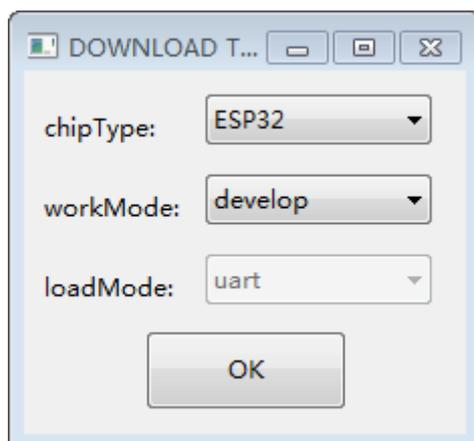 DOWNLOAD T...
chipType: ESP32
workMode: develop
loadMode: uart
OK